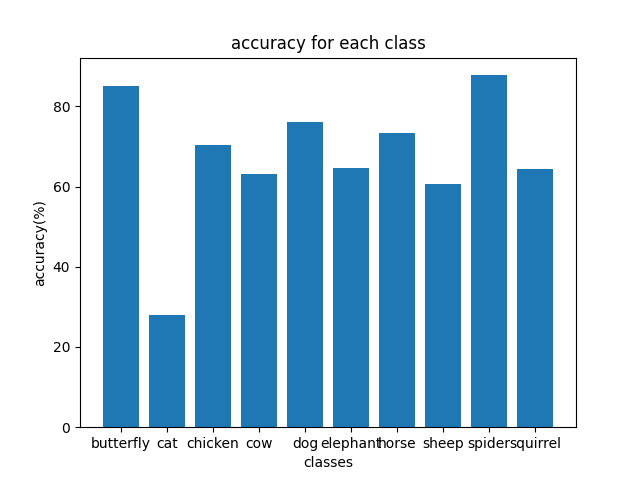 accuracy for each class
accuracy(%)
80
60
40
20
0
butterfly cat chicken cow dog elephant horse sheep spider squirrel
classes